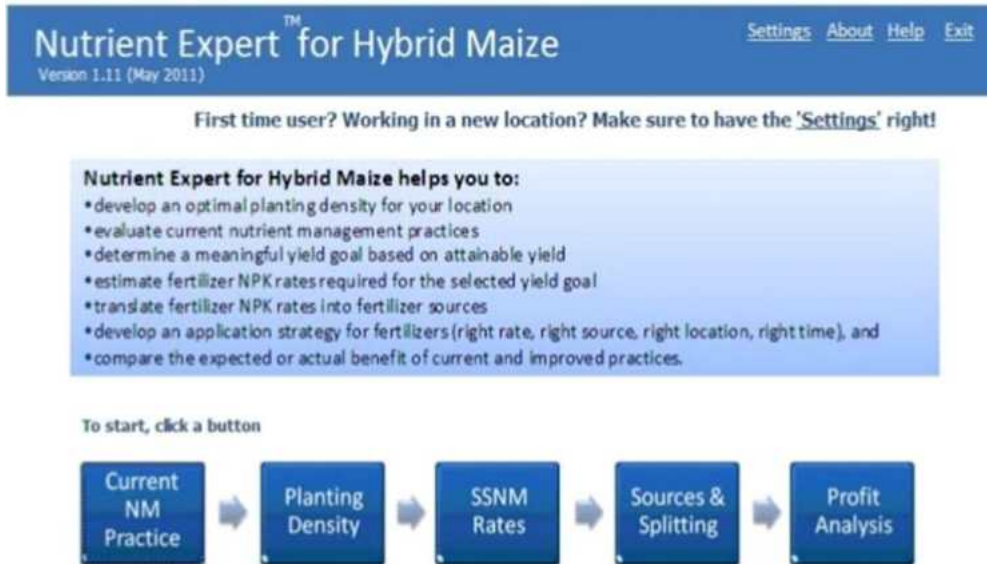 Nutrient Expert™ for Hybrid Maize
Settings About Help Exit
Version 1.11 (May 2011)
First time user? Working in a new location? Make sure to have the 'Settings' right!
Nutrient Expert for Hybrid Maize helps you to:
•develop an optimal planting density for your location
•evaluate current nutrient management practices
•determine a meaningful yield goal based on attainable yield
•estimate fertilizer NPK rates required for the selected yield goal
•translate fertilizer NPK rates into fertilizer sources
•develop an application strategy for fertilizers (right rate, right source, right location, right time), and
•compare the expected or actual benefit of current and improved practices.
To start, click a button
Current
NM
Practice
Planting
Density
SSNM
Rates
Sources &
Splitting
Profit
Analysis